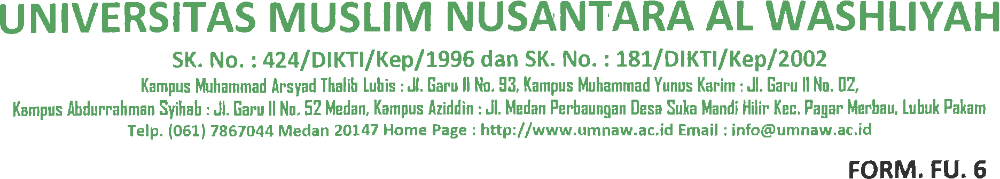 UNIVERSITAS MUSLIM NUSANTARA AL WASHLIYAH
SK. No. : 424/DIKTI/Kep/1996 dan SK. No. : 181/DIKTI/Kep/2002
Kampus Muhammad Arsyad Thalib Lubis : Jl. Garu II No. 93, Kampus Muhammad Yunus Karim : Jl. Garu II No. 02,
Kampus Abdurrahman Syihab : Jl. Garu II No. 52 Medan, Kampus Aziddin : Jl. Medan Perbaungan Desa Suka Mandi Hilir Kec. Pagar Merbau, Lubuk Pakam
Telp. (061) 7867044 Medan 20147 Home Page : http://www.umnaw.ac.id Email : info@umnaw.ac.id
FORM. FU. 6